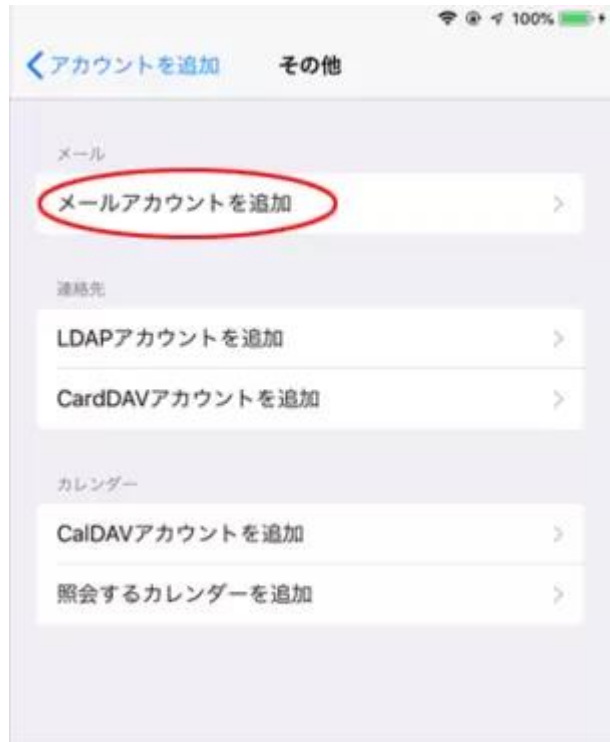 100%
アカウントを追加 その他
メール
メールアカウントを追加
連絡先
LDAPアカウントを追加
CardDAVアカウントを追加
カレンダー
CalDAVアカウントを追加
照会するカレンダーを追加